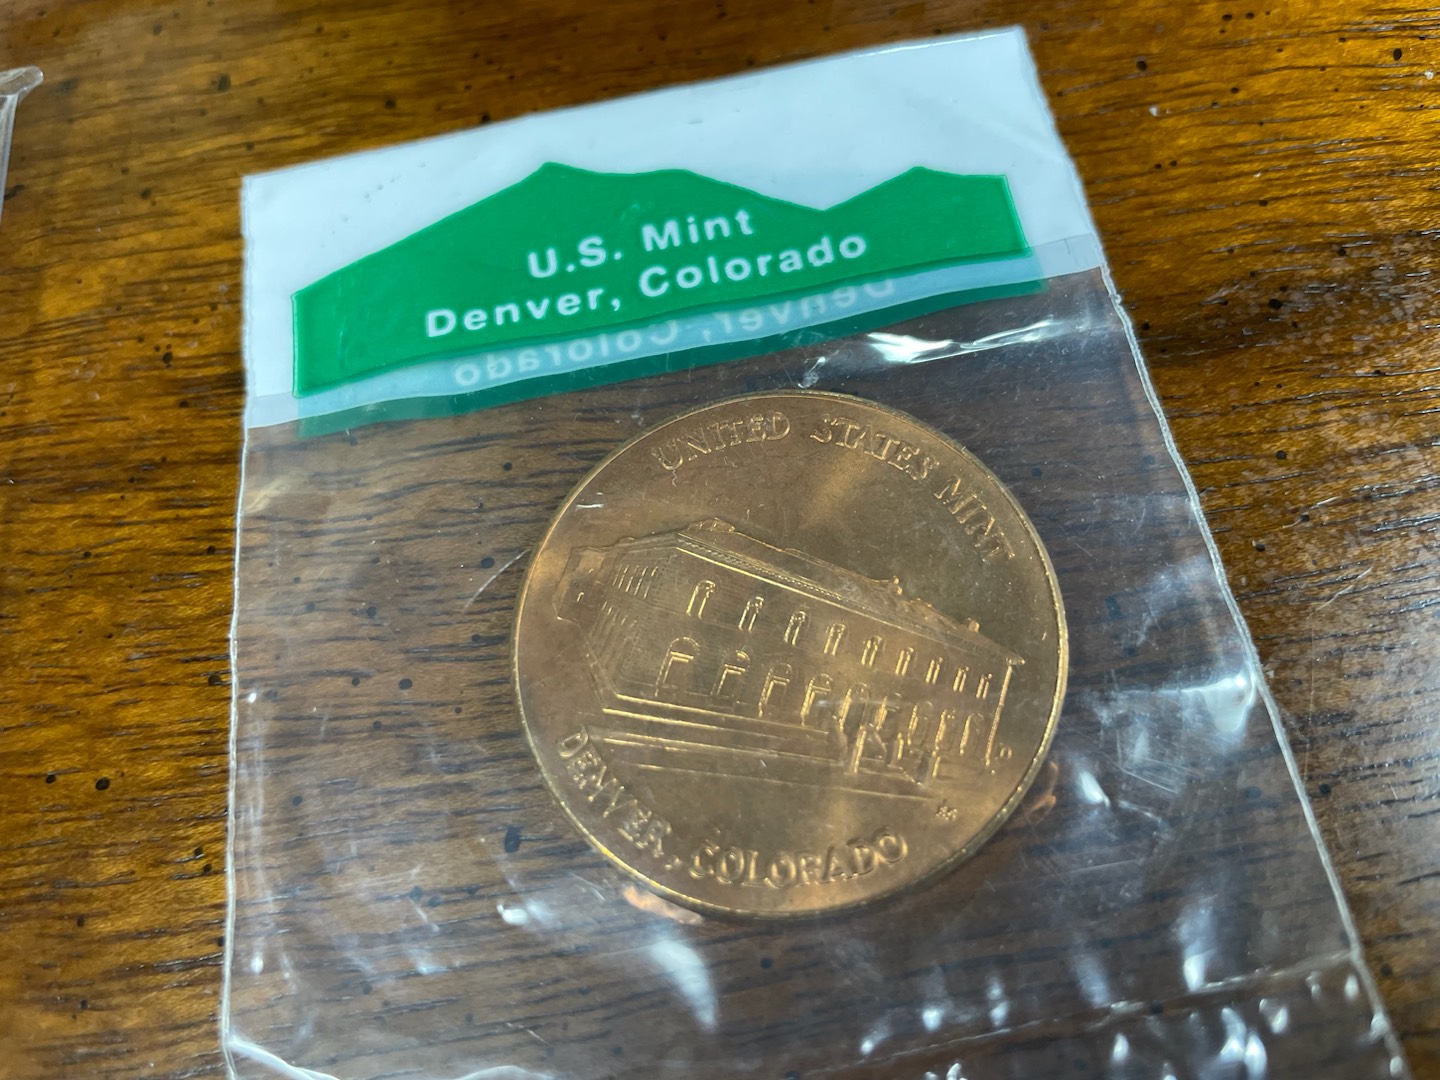 U.S. Mint
Denver, Colorado
Denver, Colorado
UNITED STATES MINT
DENVER, COLORADO